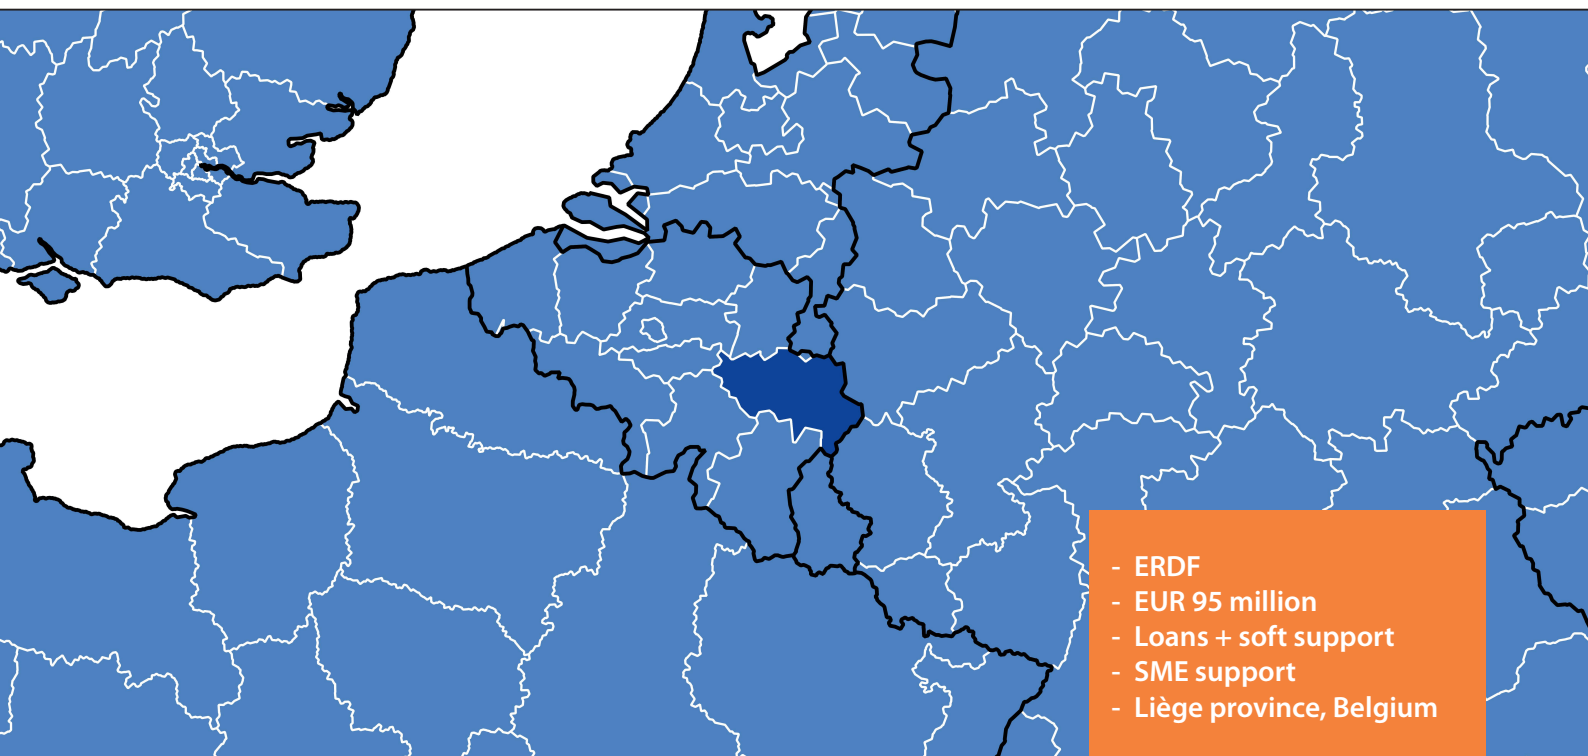 - ERDF
- EUR 95 million
- Loans + soft support
- SME support
- Liège province, Belgium